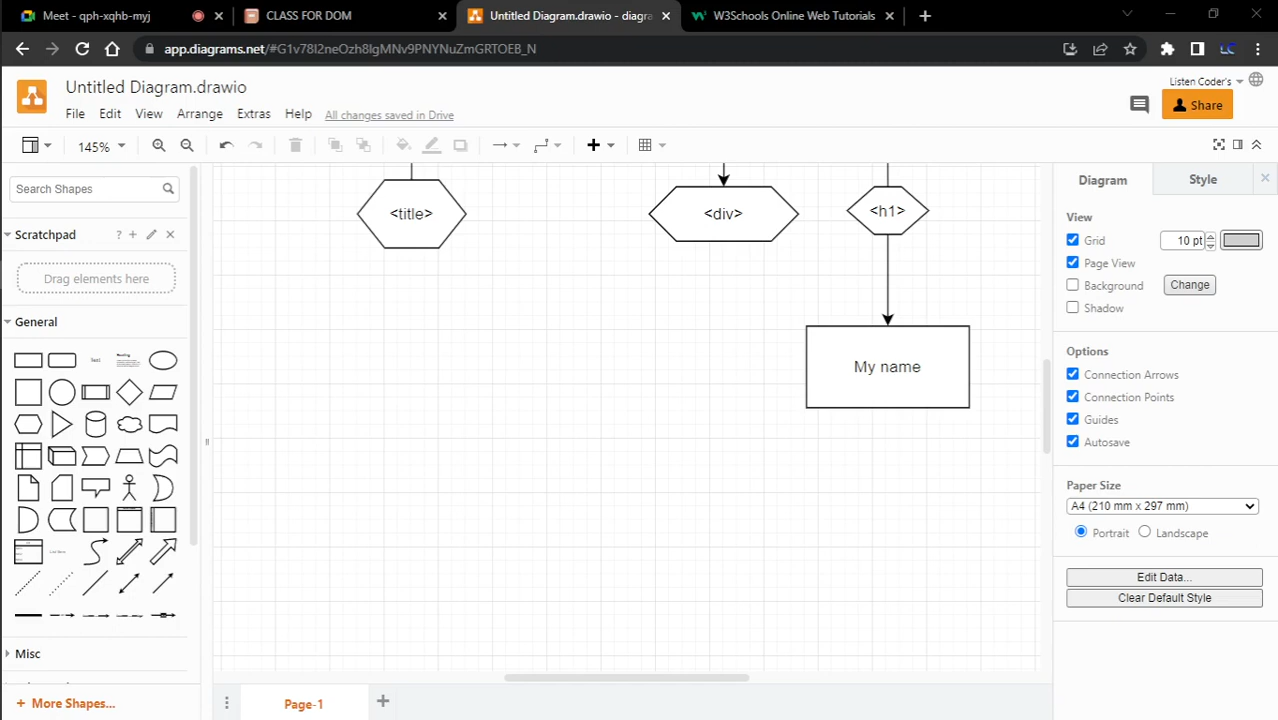 Meet - qph-xqhb-myj
CLASS FOR DOM
Untitled Diagram.drawio - diagra
W3Schools Online Web Tutorials
app.diagrams.net/#G1v78I2neOzh8lgMNv9PNYNuZmGRTOEB_N
Untitled Diagram.drawio
Listen Coder's
File Edit View Arrange Extras Help All changes saved in Drive
Share
145%
Search Shapes
Scratchpad
?
Drag elements here
General
Text
Heading
Misc
More Shapes...
<title>
<div>
<h1>
My name
Page-1
Diagram
Style
View
Grid
10 pt
Page View
Background
Change
Shadow
Options
Connection Arrows
Connection Points
Guides
Autosave
Paper Size
A4 (210 mm x 297 mm)
Portrait
Landscape
Edit Data...
Clear Default Style